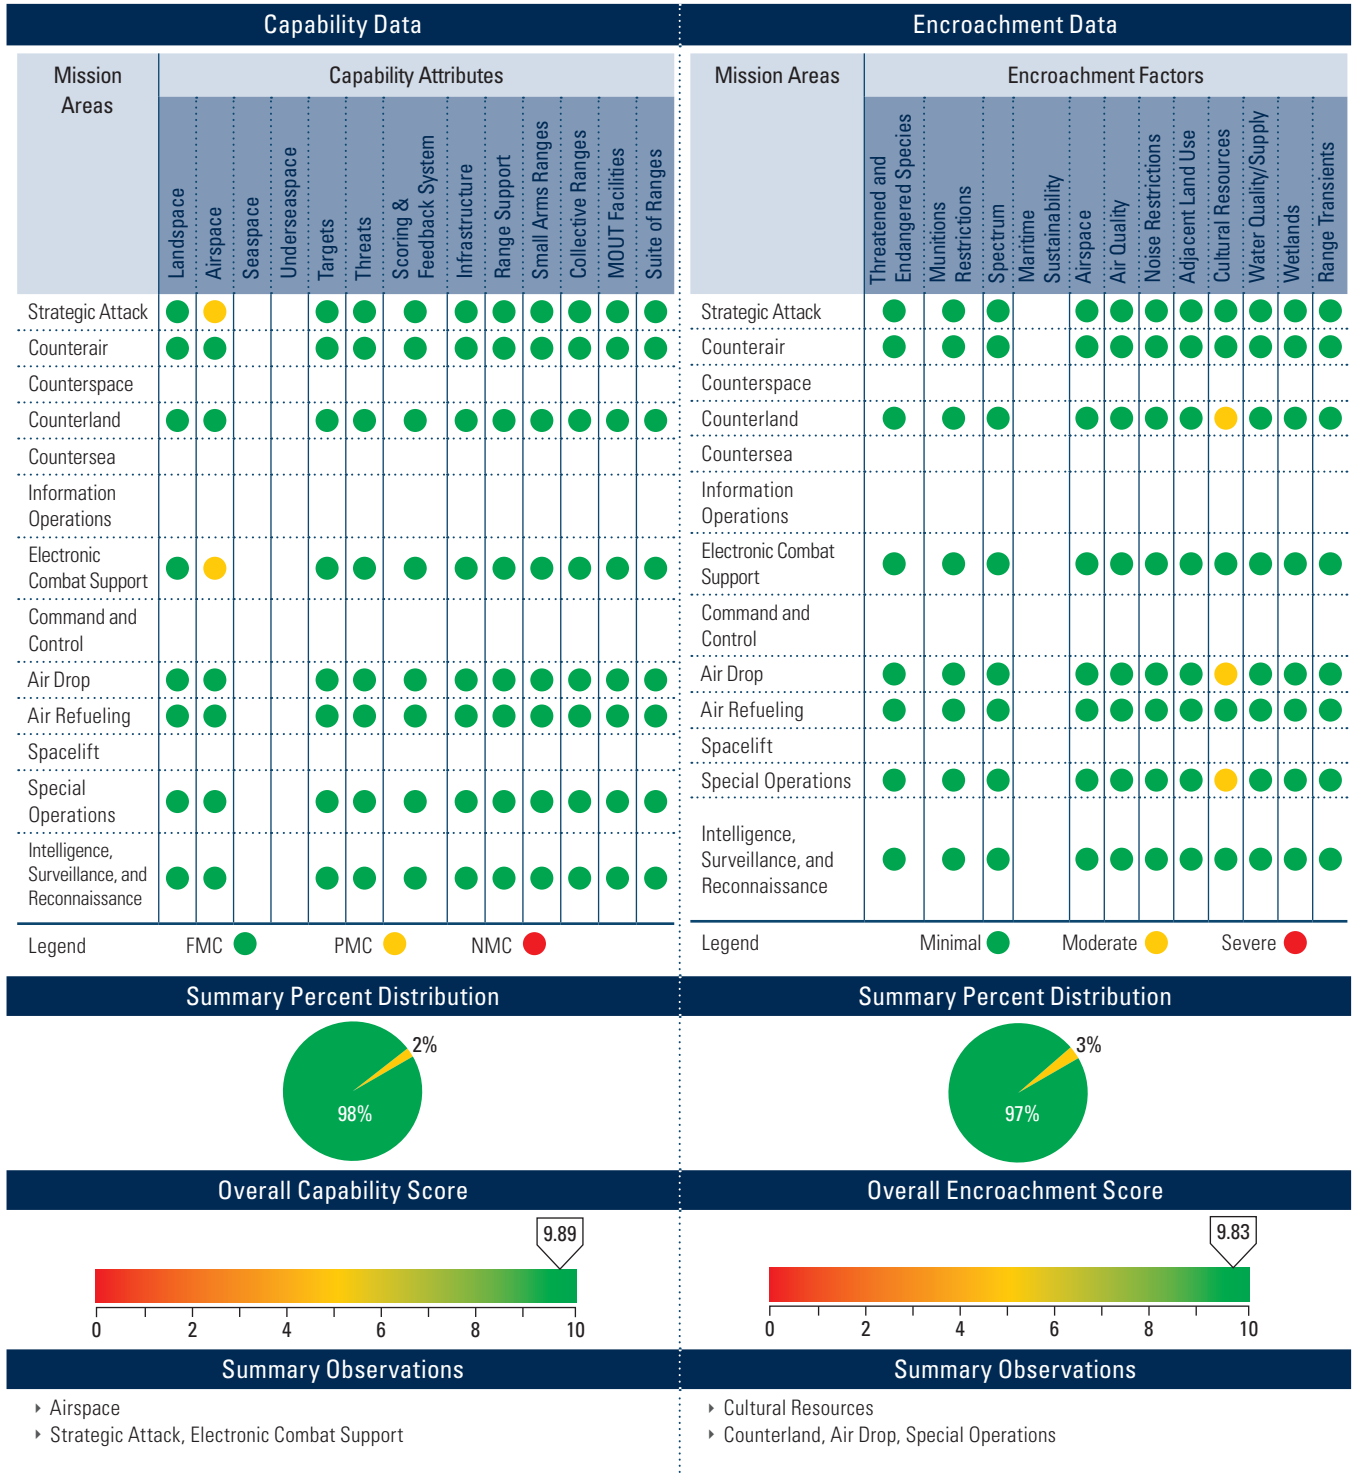 Capability Data
Mission
Areas
Capability Attributes
Landspace
Airspace
Seaspace
Underseaspace
Targets
Threats
Scoring &
Feedback System
Infrastructure
Range Support
Small Arms Ranges
Collective Ranges
MOUT Facilities
Suite of Ranges
Strategic Attack
Counterair
Counterspace
Counterland
Countersea
Information
Operations
Electronic
Combat Support
Command and
Control
Air Drop
Air Refueling
Spacelift
Special
Operations
Intelligence,
Surveillance, and
Reconnaissance
Legend FMC PMC NMC
Summary Percent Distribution
2%
98%
Overall Capability Score
9.89
0 2 4 6 8 10
Summary Observations
‣ Airspace
‣ Strategic Attack, Electronic Combat Support
Encroachment Data
Mission Areas
Encroachment Factors
Threatened and
Endangered Species
Munitions
Restrictions
Spectrum
Maritime
Sustainability
Airspace
Air Quality
Noise Restrictions
Adjacent Land Use
Cultural Resources
Water Quality/Supply
Wetlands
Range Transients
Strategic Attack
Counterair
Counterspace
Counterland
Countersea
Information
Operations
Electronic Combat
Support
Command and
Control
Air Drop
Air Refueling
Spacelift
Special Operations
Intelligence,
Surveillance, and
Reconnaissance
Legend Minimal Moderate Severe
Summary Percent Distribution
3%
97%
Overall Encroachment Score
9.83
0 2 4 6 8 10
Summary Observations
‣ Cultural Resources
‣ Counterland, Air Drop, Special Operations